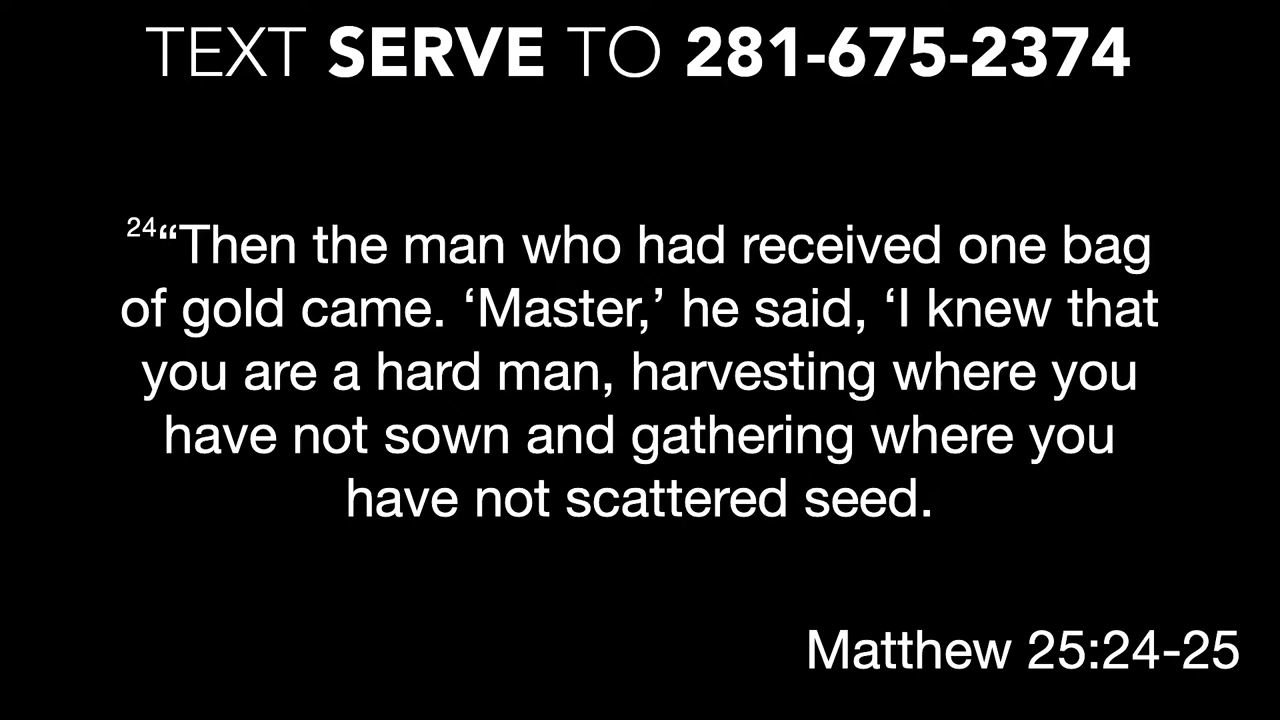 TEXT SERVE TO 281-675-2374
24“Then the man who had received one bag
of gold came. ‘Master,’ he said, ‘I knew that
you are a hard man, harvesting where you
have not sown and gathering where you
have not scattered seed.
Matthew 25:24-25